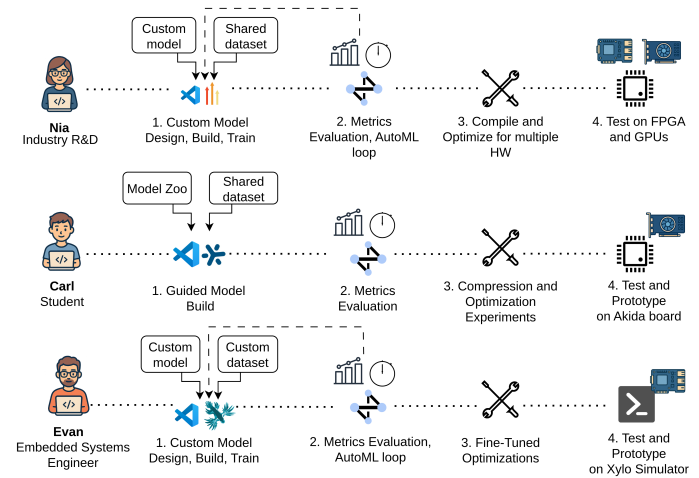 Custom
model
Shared
dataset
Nia
Industry R&D
1. Custom Model
Design, Build, Train
2. Metrics
Evaluation, AutoML
loop
3. Compile and
Optimize for multiple
HW
4. Test on FPGA
and GPUs
Model Zoo
Shared
dataset
Carl
Student
1. Guided Model
Build
2. Metrics
Evaluation
3. Compression and
Optimization
Experiments
4. Test and
Prototype
on Akida board
Custom
model
Custom
dataset
Evan
Embedded Systems
Engineer
1. Custom Model
Design, Build, Train
2. Metrics Evaluation,
AutoML loop
3. Fine-Tuned
Optimizations
4. Test and
Prototype
on Xylo Simulator